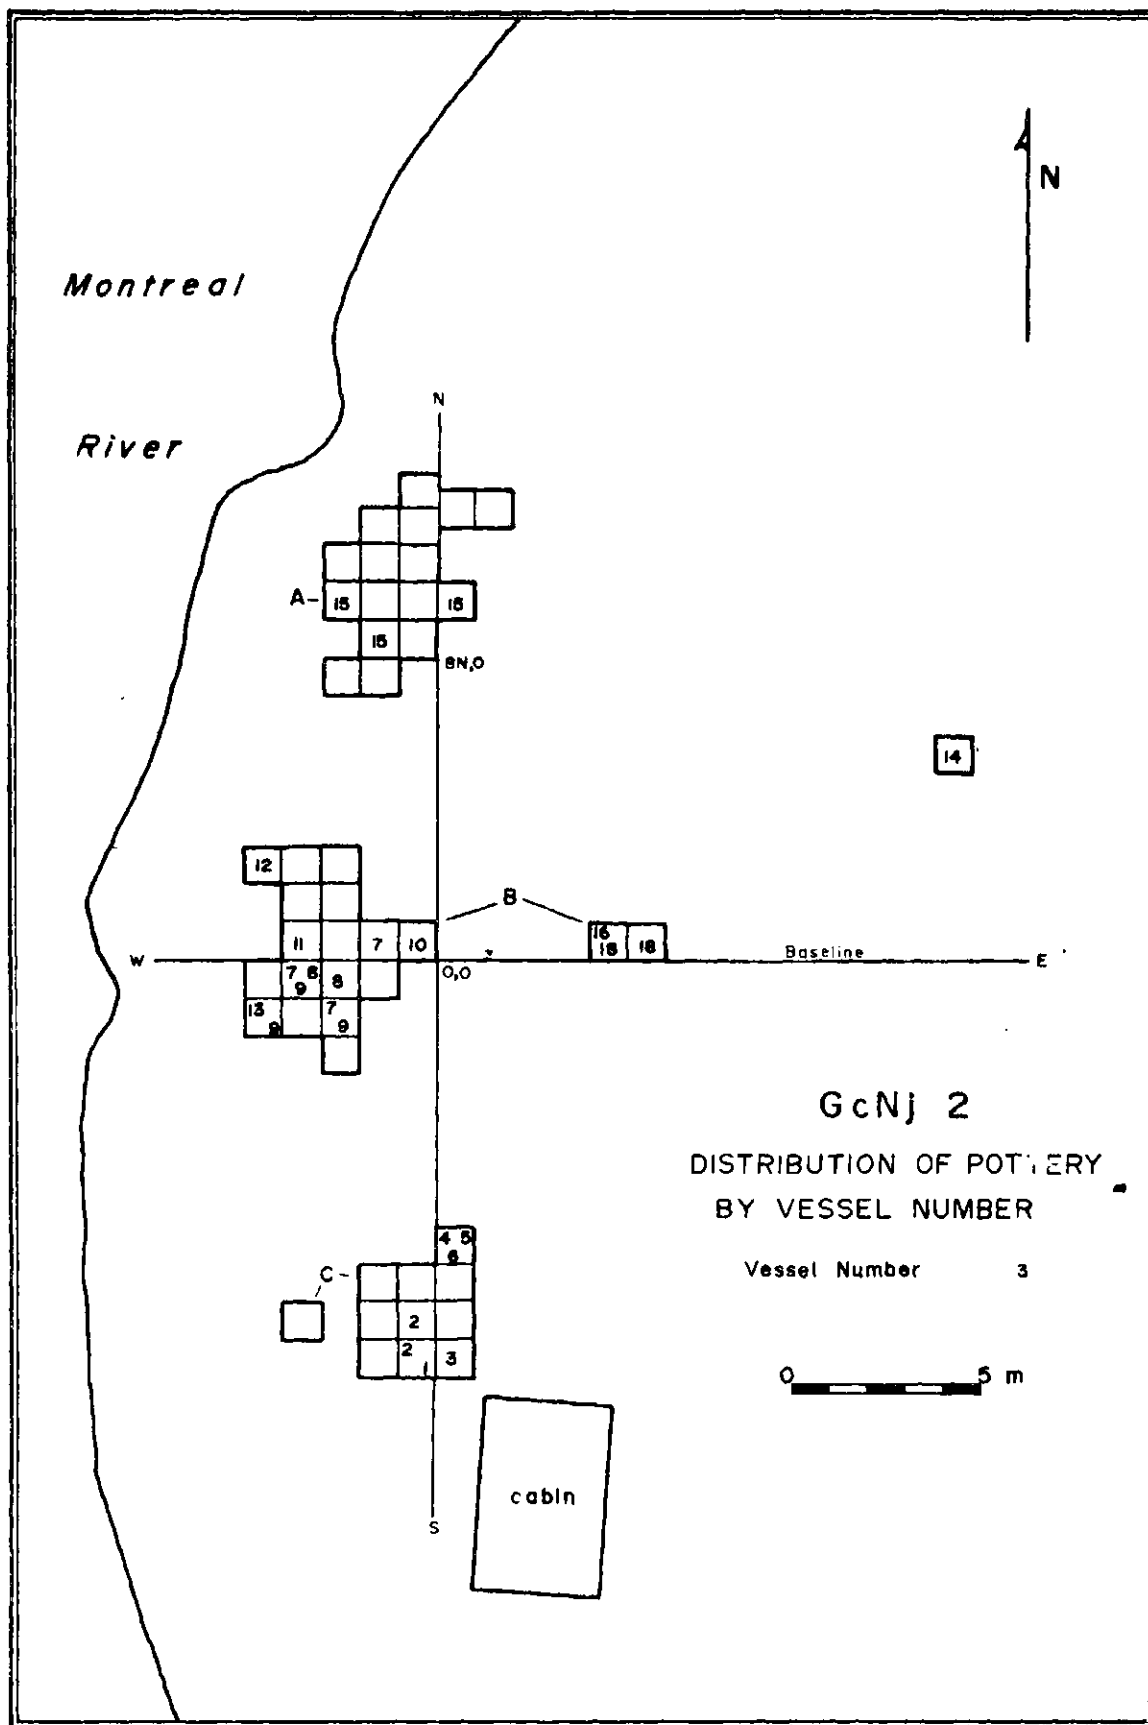 N
Montreal
River
N
A-
15
15
15
8N,0
14
12
B
11
7
10
16
18
18
W
0,0
Baseline
E
7 6
9
8
13
9
7
9
GcNj 2
DISTRIBUTION OF POTTERY
BY VESSEL NUMBER
Vessel Number 3
4 5
6
C-
2
2
1
3
0 5 m
cabin
S